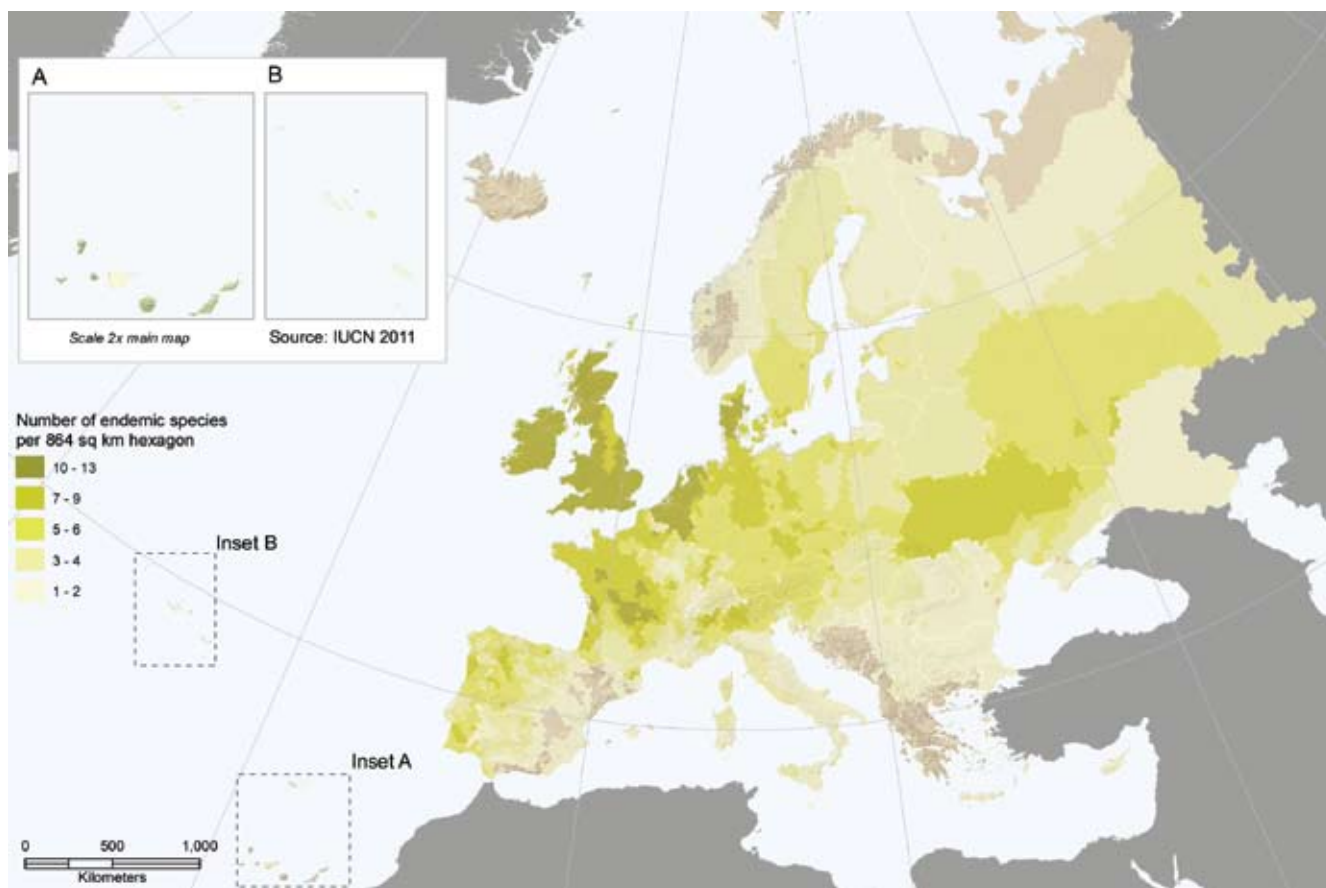 A
B
Scale 2x main map
Source: IUCN 2011
Number of endemic species
per 864 sq km hexagon
10 - 13
7 - 9
5 - 6
3 - 4
1 - 2
Inset B
Inset A
0 500 1,000
Kilometers